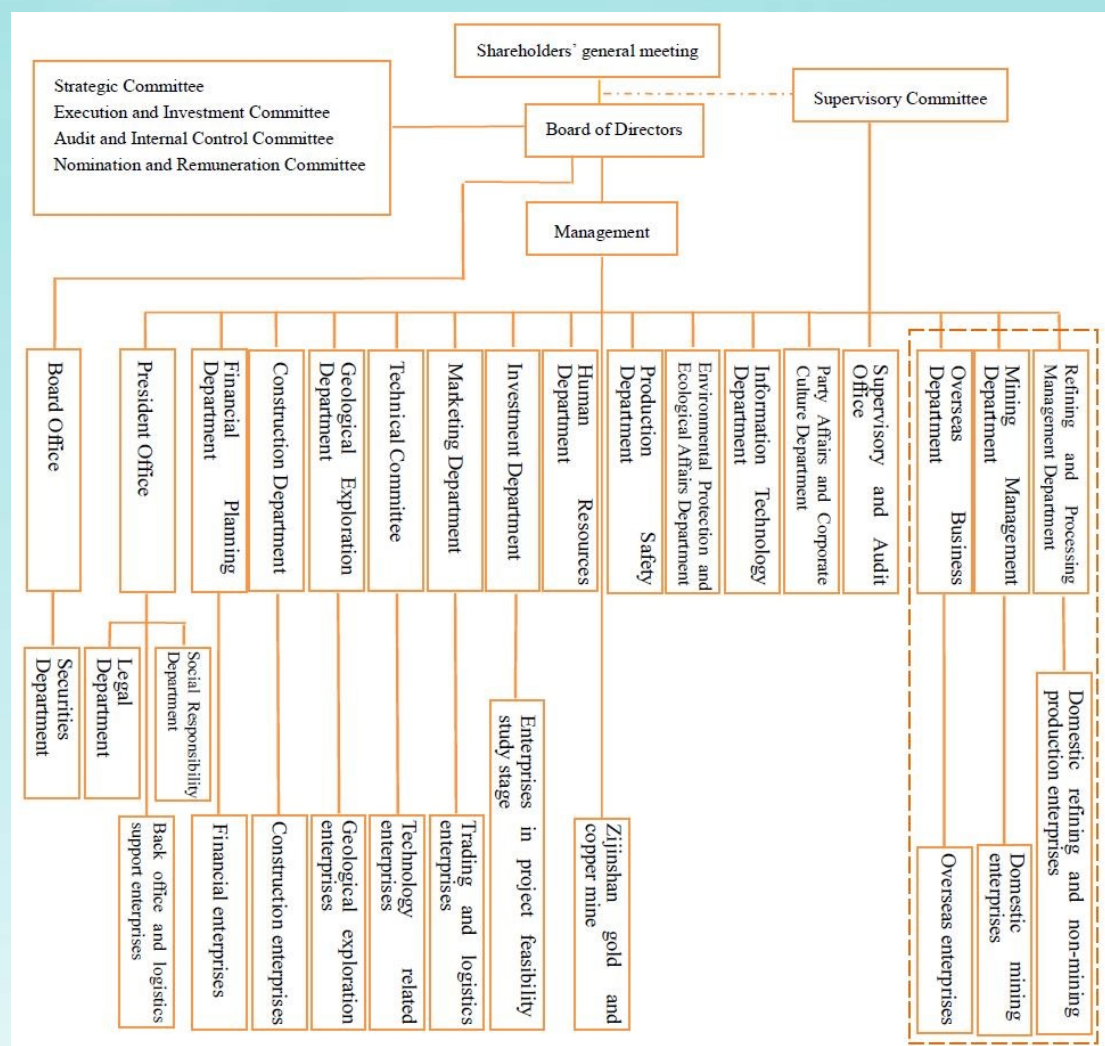 Shareholders' general meeting
Strategic Committee
Execution and Investment Committee
Audit and Internal Control Committee
Nomination and Remuneration Committee
Supervisory Committee
Board of Directors
Management
Board Office
President Office
Financial Planning
Department
Construction Department
Geological Exploration
Department
Technical Committee
Marketing Department
Investment Department
Human Resources
Department
Production Safety
Department
Environmental Protection and
Ecological Affairs Department
Information Technology
Department
Party Affairs and Corporate
Culture Department
Supervisory and Audit
Office
Overseas Business
Department
Mining Management
Department
Refining and Processing
Management Department
Securities
Department
Legal
Department
Social Responsibility
Department
Back office and logistics
support enterprises
Financial enterprises
Construction enterprises
Geological exploration
enterprises
Technology related
enterprises
Trading and logistics
enterprises
Enterprises in project feasibility
study stage
Zijinshan gold and
copper mine
Overseas enterprises
Domestic mining
enterprises
Domestic refining and non-mining
production enterprises